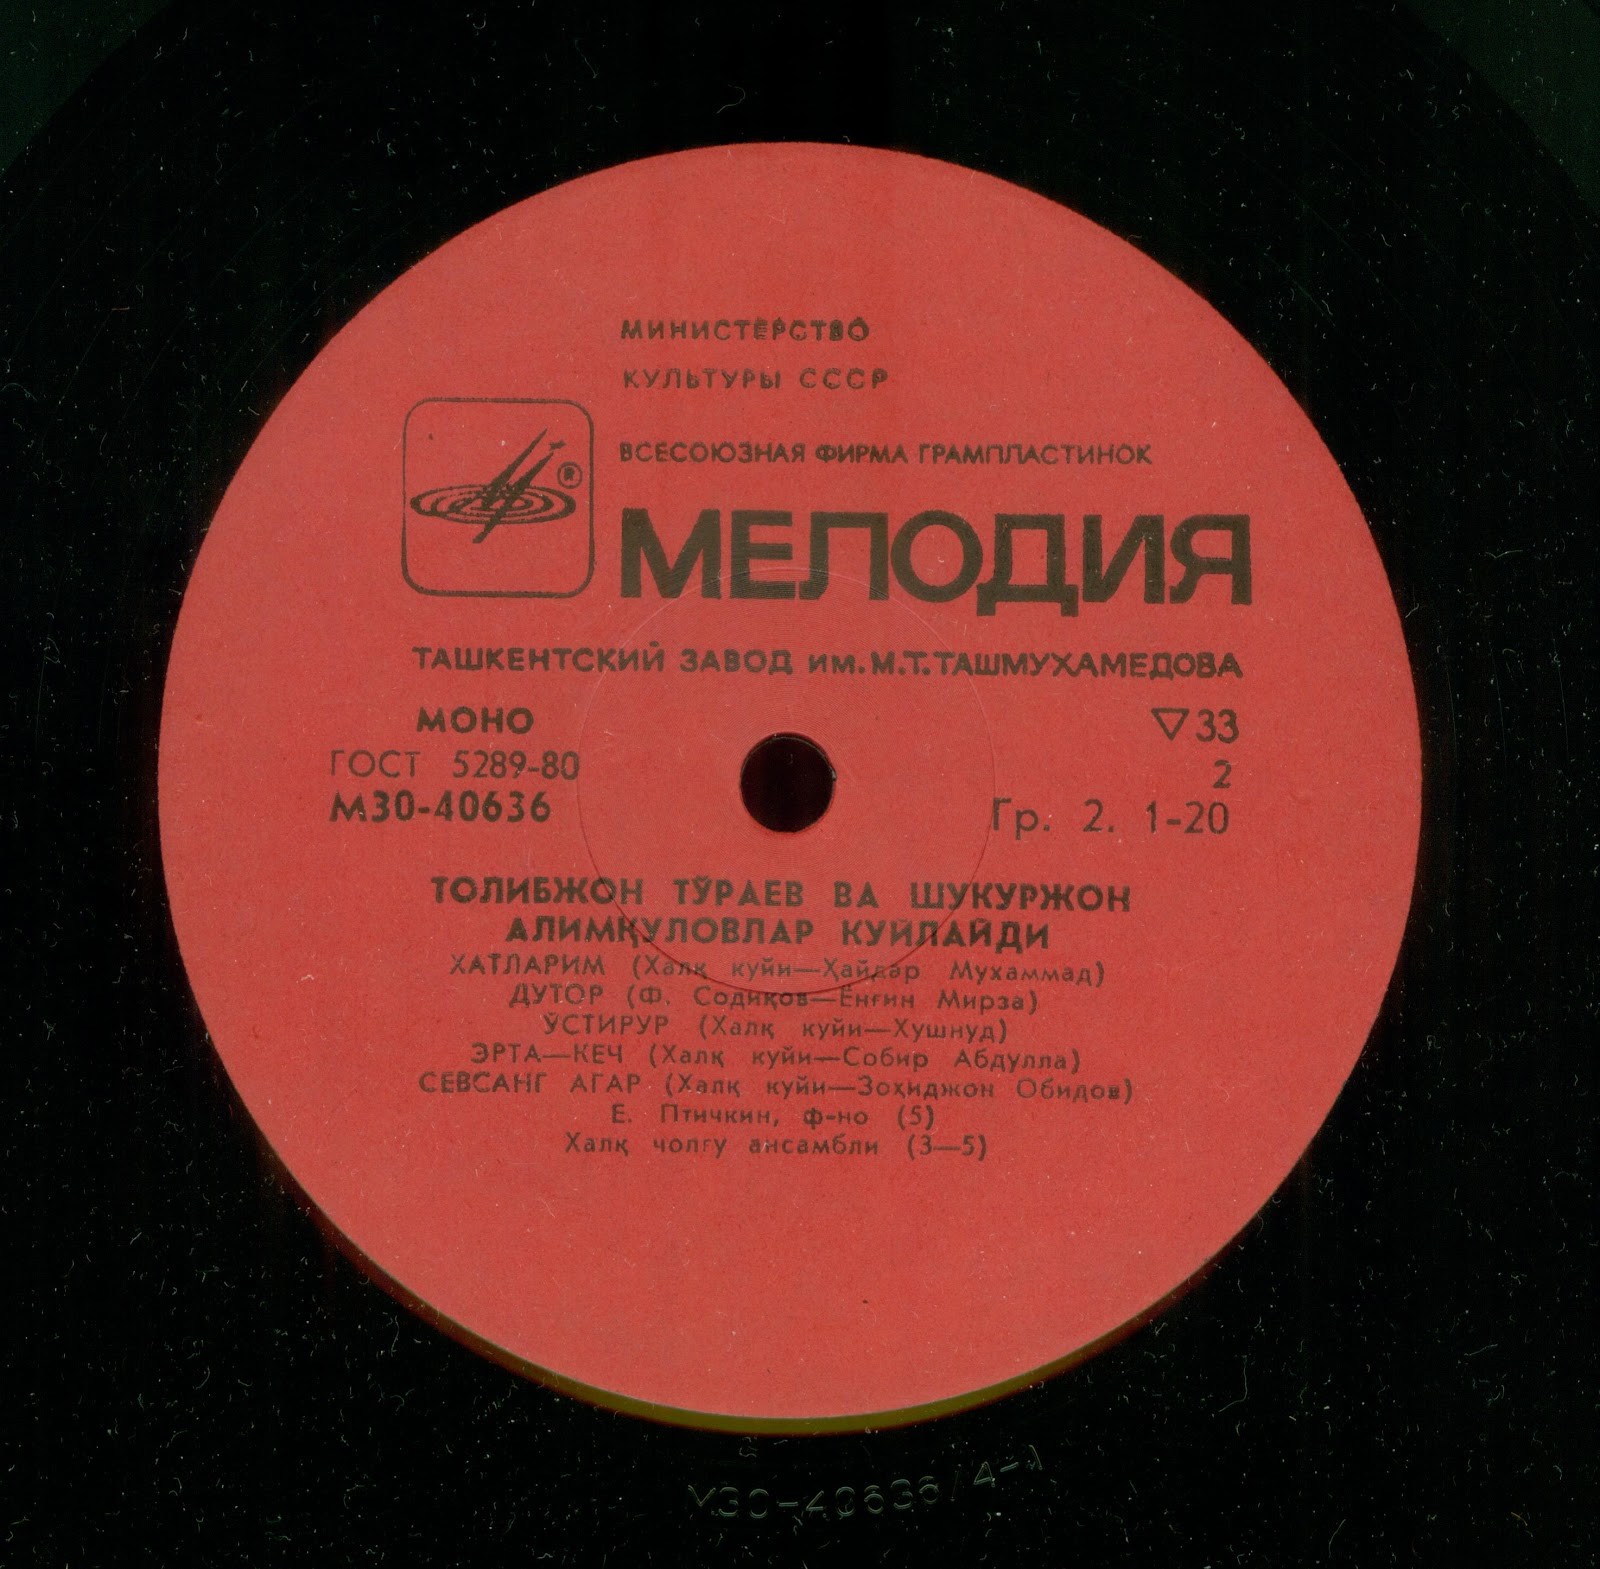 МИНИСТЕРСТВО
КУЛЬТУРЫ СССР
ВСЕСОЮЗНАЯ ФИРМА ГРАМПЛАСТИНОК
®
МЕЛОДИЯ
ТАШКЕНТСКИЙ ЗАВОД им. М.Т. ТАШМУХАМЕДОВА
МОНО
▽33
ГОСТ 5289-80
2
М30-40636
Гр. 2. 1-20
ТОЛИБЖОН ТЎРАЕВ ВА ШУКУРЖОН
АЛИМҚУЛОВЛАР КУЙЛАЙДИ
ХАТЛАРИМ (Халқ куйи—Ҳайдар Мухаммад)
ДУТОР (Ф. Содиқов—Ёнғин Мирза)
ЎСТИРУР (Халқ куйи—Хушнуд)
ЭРТА—КЕЧ (Халқ куйи—Собир Абдулла)
СЕВСАНГ АГАР (Халқ куйи—Зоҳиджон Обидов)
Е. Птичкин, ф-но (5)
Халқ чолғу ансамбли (3—5)
М30-40636/4-1